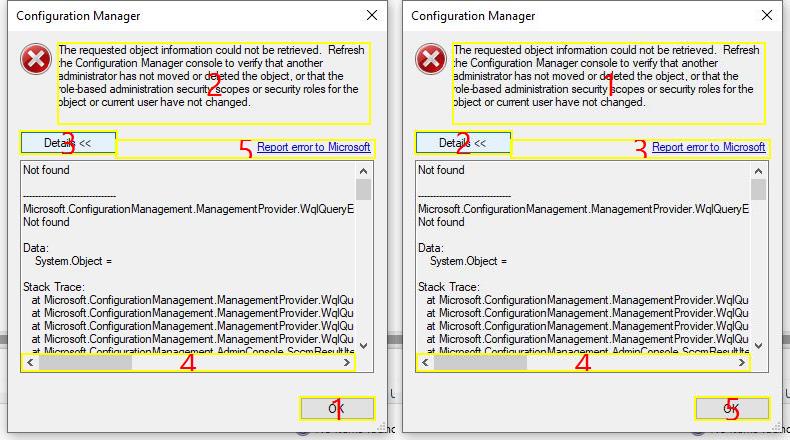 Configuration Manager
The requested object information could not be retrieved. Refresh
the Configuration Manager console to verify that another
administrator has not moved or deleted the object, or that the
role-based administration security scopes or security roles for the
object or current user have not changed.
2
Details <<
3
5
Report error to Microsoft
Not found
-------------------------------
Microsoft.ConfigurationManagement.ManagementProvider.WqlQueryE
Not found
Data:
System.Object =
Stack Trace:
at Microsoft.ConfigurationManagement.ManagementProvider.WqlQu
at Microsoft.ConfigurationManagement.ManagementProvider.WqlQu
at Microsoft.ConfigurationManagement.ManagementProvider.WqlQu
at Microsoft.ConfigurationManagement.ManagementProvider.WqlQu
at Microsoft.ConfigurationManagement.AdminConsole.SccmResultIte
4
OK
1
Configuration Manager
The requested object information could not be retrieved. Refresh
the Configuration Manager console to verify that another
administrator has not moved or deleted the object, or that the
role-based administration security scopes or security roles for the
object or current user have not changed.
1
Details <<
2
3
Report error to Microsoft
Not found
-------------------------------
Microsoft.ConfigurationManagement.ManagementProvider.WqlQueryE
Not found
Data:
System.Object =
Stack Trace:
at Microsoft.ConfigurationManagement.ManagementProvider.WqlQu
at Microsoft.ConfigurationManagement.ManagementProvider.WqlQu
at Microsoft.ConfigurationManagement.ManagementProvider.WqlQu
at Microsoft.ConfigurationManagement.ManagementProvider.WqlQu
at Microsoft.ConfigurationManagement.AdminConsole.SccmResultIte
4
OK
5